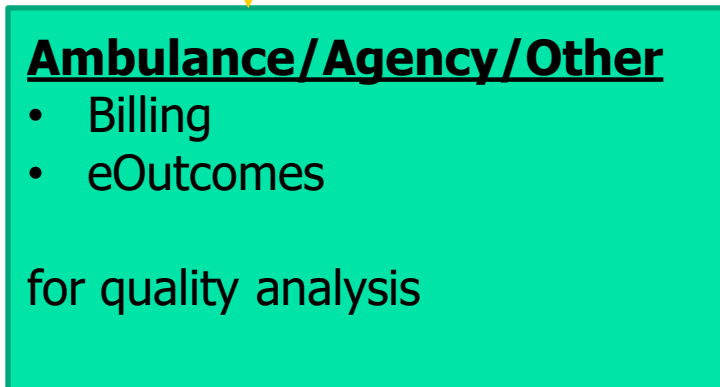 Ambulance/Agency/Other
• Billing
• eOutcomes
for quality analysis